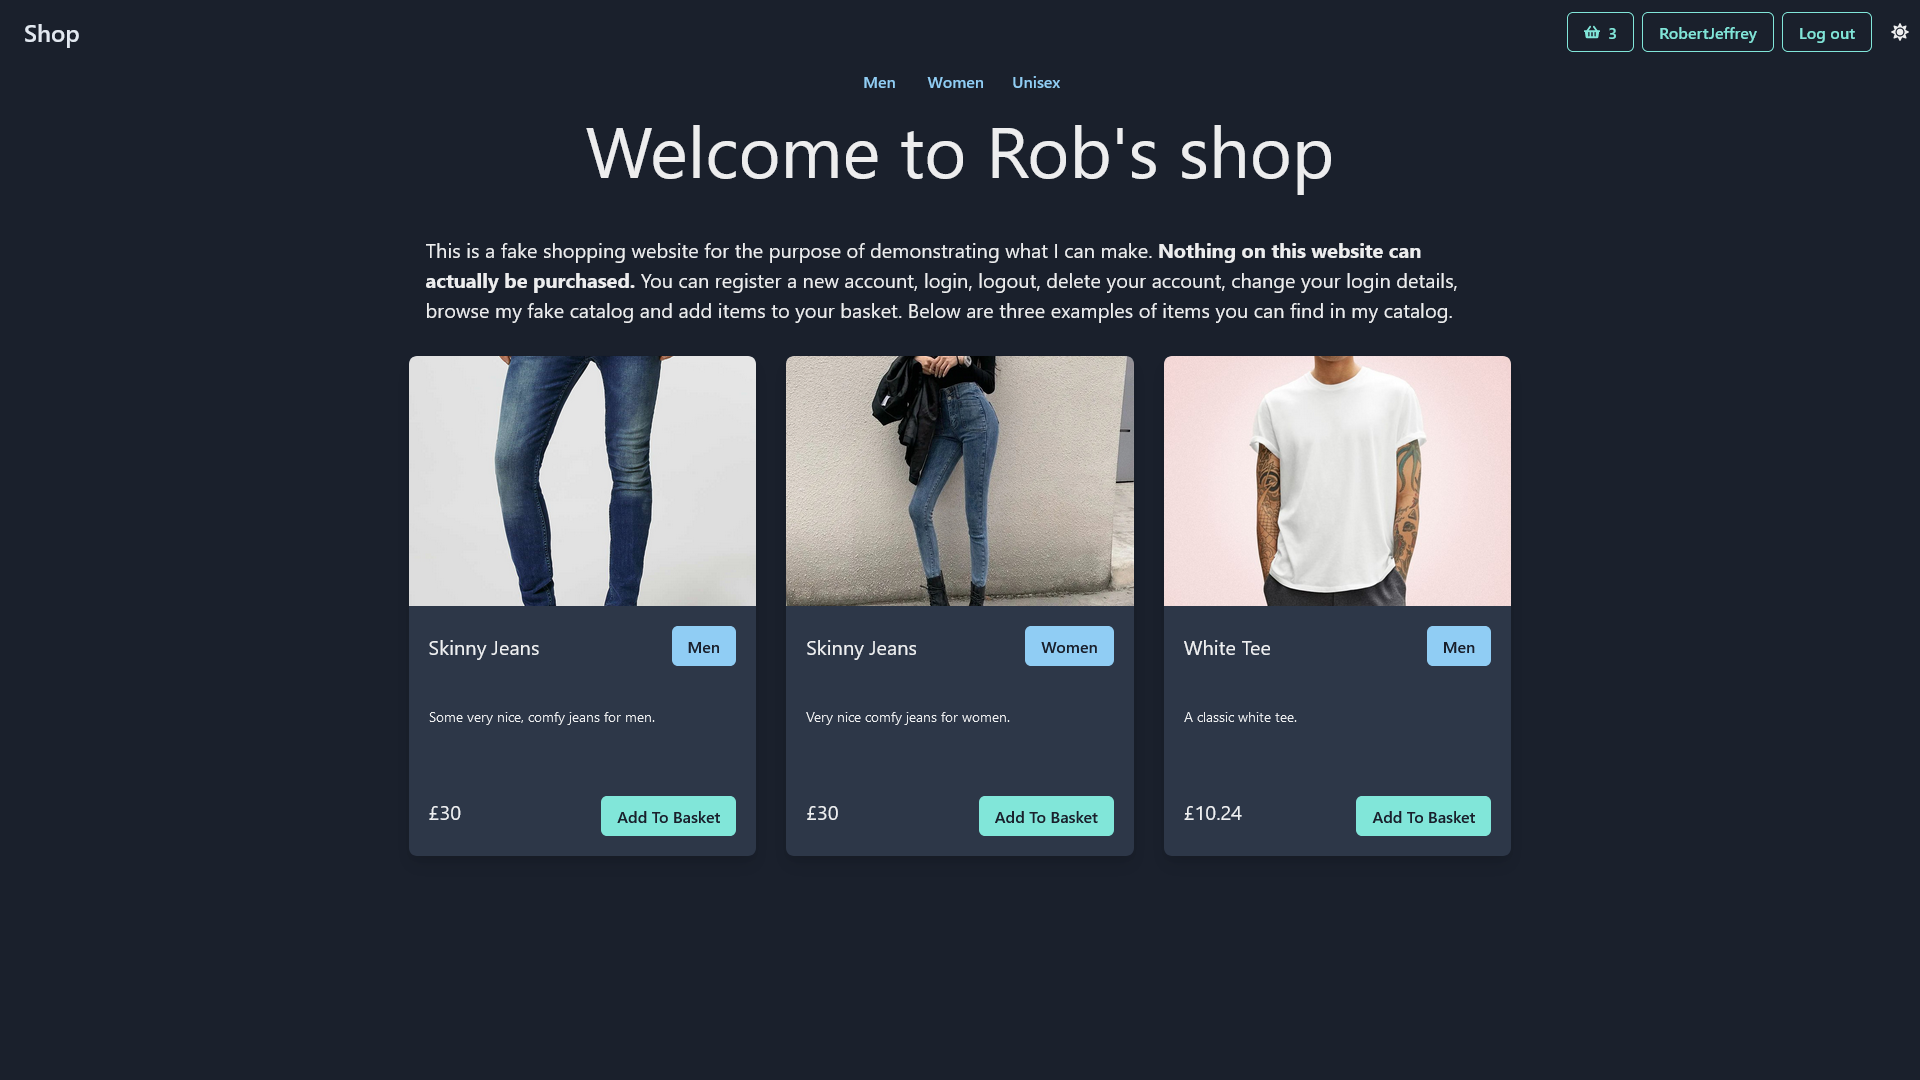 Shop
3
RobertJeffrey
Log out
Men
Women
Unisex
Welcome to Rob's shop
This is a fake shopping website for the purpose of demonstrating what I can make. Nothing on this website can
actually be purchased. You can register a new account, login, logout, delete your account, change your login details,
browse my fake catalog and add items to your basket. Below are three examples of items you can find in my catalog.
Skinny Jeans
Men
Some very nice, comfy jeans for men.
£30
Add To Basket
Skinny Jeans
Women
Very nice comfy jeans for women.
£30
Add To Basket
White Tee
Men
A classic white tee.
£10.24
Add To Basket